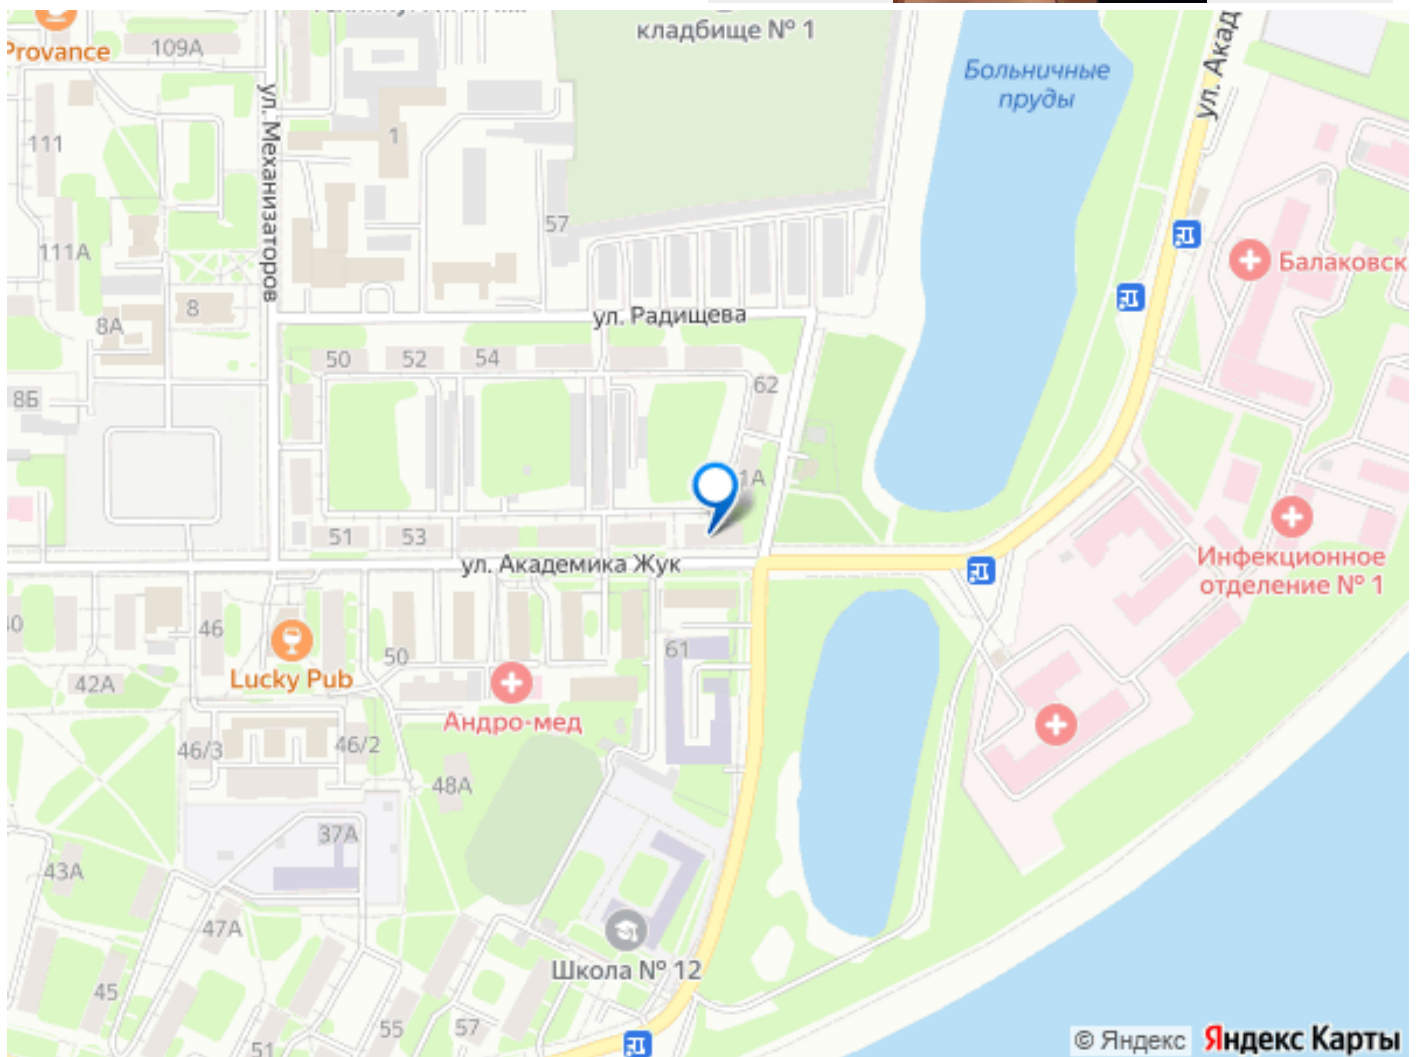 кладбище № 1
Provance
109А
Больничные
пруды
ул. Акад
ул. Механизаторов
111
1
57
111А
Балаковск
8
8А
ул. Радищева
50
52
54
62
8Б
1А
51
53
ул. Академика Жук
Инфекционное
отделение № 1
46
50
61
Lucky Pub
42А
Андро-мед
46/3
46/2
48А
37А
43А
47А
Школа № 12
45
55
57
51
© Яндекс
Яндекс Карты